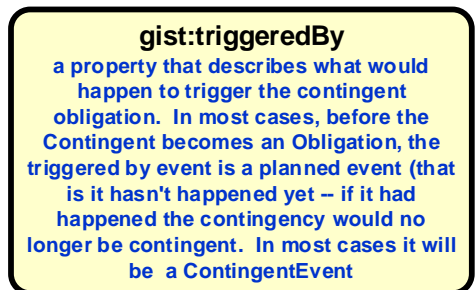 gist:triggeredBy
a property that describes what would
happen to trigger the contingent
obligation.  In most cases, before the
Contingent becomes an Obligation, the
triggered by event is a planned event (that
is it hasn't happened yet -- if it had
happened the contingency would no
longer be contingent.  In most cases it will
be  a ContingentEvent